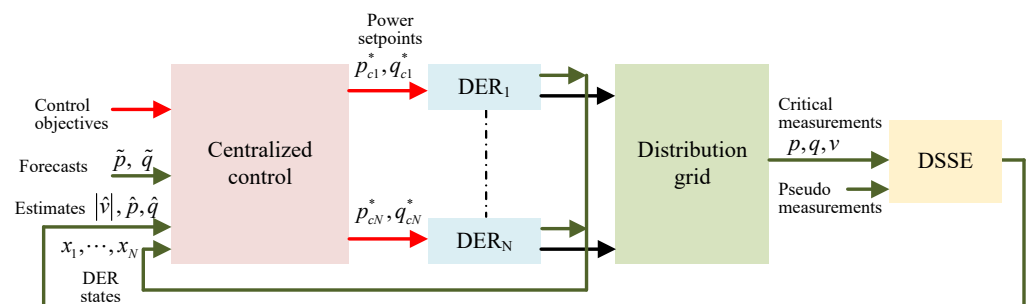 Power
setpoints
p*c1, q*c1
DER1
Control
objectives
Centralized
control
Forecasts p̃, q̃
Estimates |v̂|, p̂, q̂
x1,⋯,xN
DER
states
p*cN, q*cN
DERN
Distribution
grid
Critical
measurements
p, q, v
Pseudo
measurements
DSSE